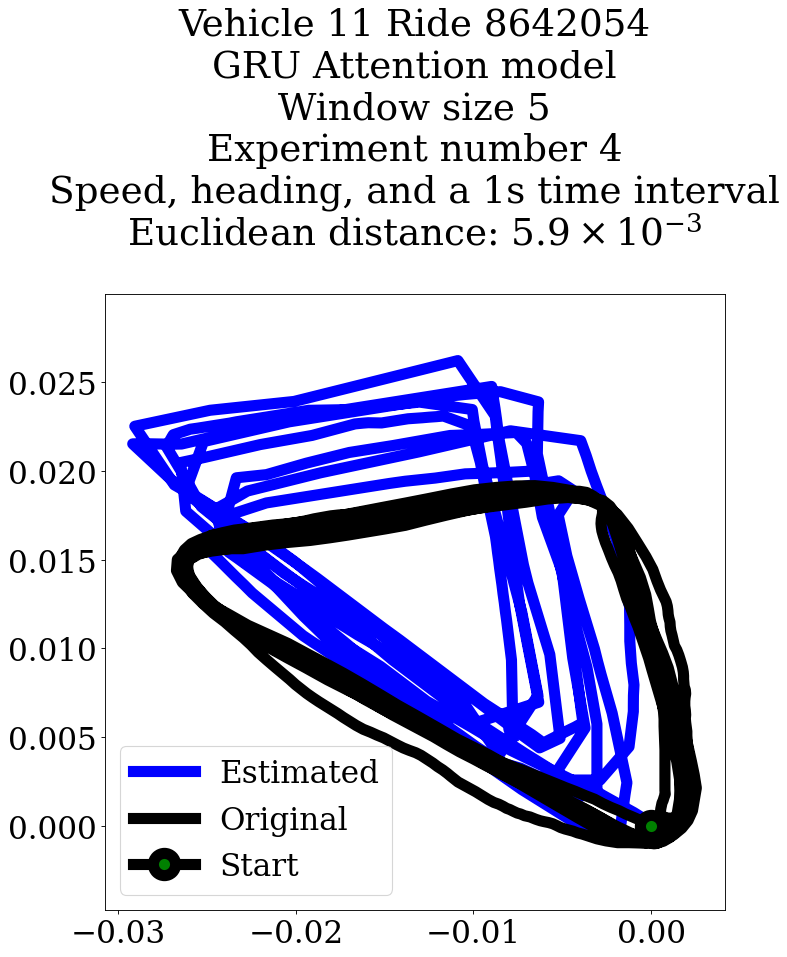 Vehicle 11 Ride 8642054
GRU Attention model
Window size 5
Experiment number 4
Speed, heading, and a 1s time interval
Euclidean distance: 5.9 × 10⁻³
0.025
0.020
0.015
0.010
0.005
0.000
Estimated
Original
Start
−0.03
−0.02
−0.01
0.00